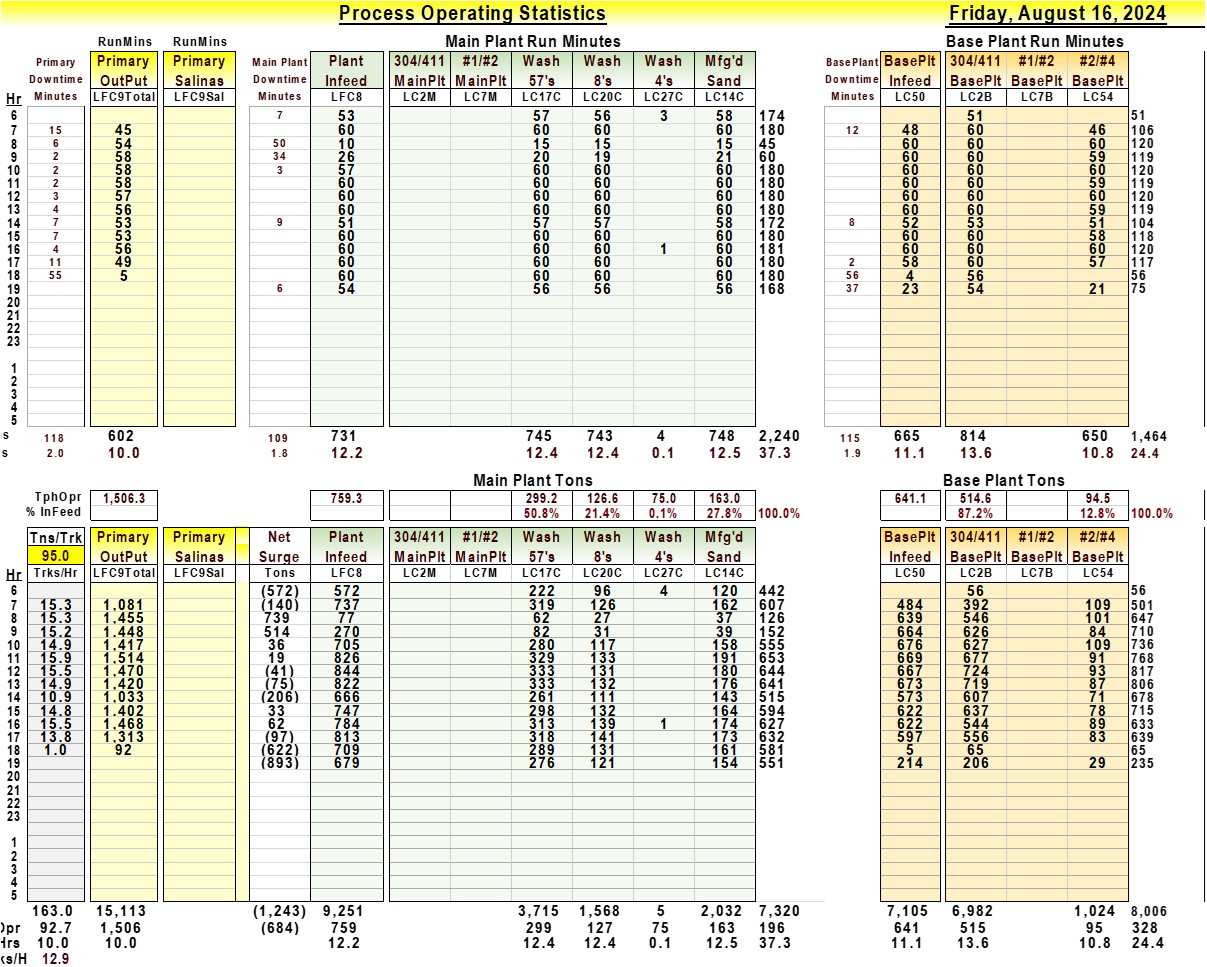 Process Operating Statistics Friday, August 16, 2024
RunMins RunMins Main Plant Run Minutes Base Plant Run Minutes
Primary Primary Primary Main Plant Plant 304/411 #1/#2 Wash Wash Wash Mfg'd BasePlant BasePlt 304/411 #1/#2 #2/#4
Downtime OutPut Salinas Downtime Infeed MainPlt MainPlt 57's 8's 4's Sand Downtime Infeed BasePlt BasePlt BasePlt
Hr Minutes LFC9Total LFC9Sal Minutes LFC8 LC2M LC7M LC17C LC20C LC27C LC14C Minutes LC50 LC2B LC7B LC54
6 7 53 57 56 3 58 174 51 51
7 15 45 60 60 60 60 180 12 48 60 46 106
8 6 54 50 10 15 15 15 45 60 60 60 120
9 2 58 34 26 20 19 21 60 60 60 59 119
10 2 58 3 57 60 60 60 180 60 60 60 120
11 2 58 60 60 60 60 180 60 60 59 119
12 3 57 60 60 60 60 180 60 60 60 120
13 4 56 60 60 60 60 180 60 60 59 119
14 7 53 9 51 57 57 58 172 8 52 53 51 104
15 7 53 60 60 60 60 180 60 60 58 118
16 4 56 60 60 60 1 60 181 60 60 60 120
17 11 49 60 60 60 60 180 2 58 60 57 117
18 55 5 60 60 60 60 180 56 4 56 56
19 6 54 56 56 56 168 37 23 54 21 75
20
21
22
23
1
2
3
4
5
s 118 602 109 731 745 743 4 748 2,240 115 665 814 650 1,464
s 2.0 10.0 1.8 12.2 12.4 12.4 0.1 12.5 37.3 1.9 11.1 13.6 10.8 24.4
Main Plant Tons Base Plant Tons
TphOpr 1,506.3 759.3 299.2 126.6 75.0 163.0 641.1 514.6 94.5
% InFeed 50.8% 21.4% 0.1% 27.8% 100.0% 87.2% 12.8% 100.0%
Tns/Trk Primary Primary Net Plant 304/411 #1/#2 Wash Wash Wash Mfg'd BasePlt 304/411 #1/#2 #2/#4
95.0 OutPut Salinas Surge Infeed MainPlt MainPlt 57's 8's 4's Sand Infeed BasePlt BasePlt BasePlt
Hr Trks/Hr LFC9Total LFC9Sal Tons LFC8 LC2M LC7M LC17C LC20C LC27C LC14C LC50 LC2B LC7B LC54
6 (572) 572 222 96 4 120 442 56 56
7 15.3 1,081 (140) 737 319 126 162 607 484 392 109 501
8 15.3 1,455 739 77 62 27 37 126 639 546 101 647
9 15.2 1,448 514 270 82 31 39 152 664 626 84 710
10 14.9 1,417 36 705 280 117 158 555 676 627 109 736
11 15.9 1,514 19 826 329 133 191 653 669 677 91 768
12 15.5 1,470 (41) 844 333 131 180 644 667 724 93 817
13 14.9 1,420 (75) 822 333 132 176 641 673 719 87 806
14 10.9 1,033 (206) 666 261 111 143 515 573 607 71 678
15 14.8 1,402 33 747 298 132 164 594 622 637 78 715
16 15.5 1,468 62 784 313 139 1 174 627 622 544 89 633
17 13.8 1,313 (97) 813 318 141 173 632 597 556 83 639
18 1.0 92 (622) 709 289 131 161 581 5 65 65
19 (893) 679 276 121 154 551 214 206 29 235
20
21
22
23
1
2
3
4
5
163.0 15,113 (1,243) 9,251 3,715 1,568 5 2,032 7,320 7,105 6,982 1,024 8,006
Opr 92.7 1,506 (684) 759 299 127 75 163 196 641 515 95 328
Hrs 10.0 10.0 12.2 12.4 12.4 0.1 12.5 37.3 11.1 13.6 10.8 24.4
ks/H 12.9